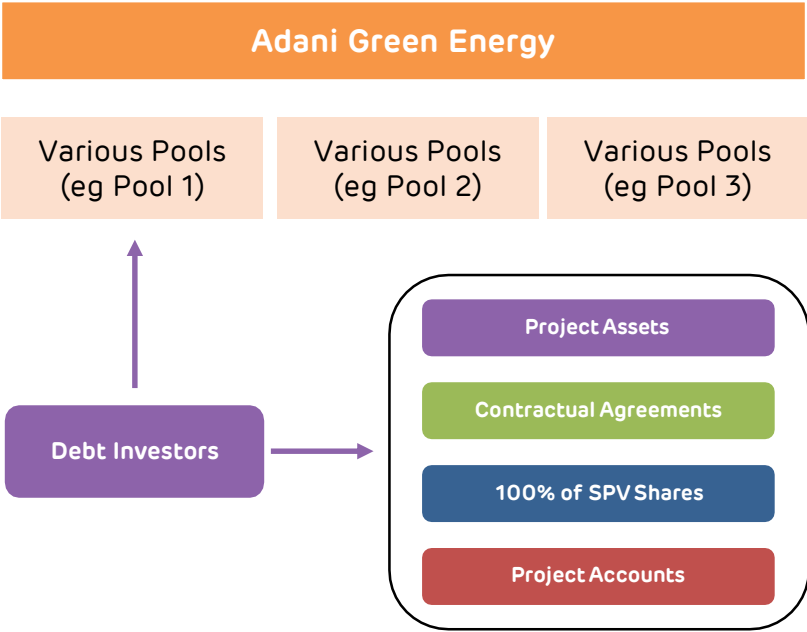 Adani Green Energy
Various Pools
(eg Pool 1)
Various Pools
(eg Pool 2)
Various Pools
(eg Pool 3)
Debt Investors
Project Assets
Contractual Agreements
100% of SPV Shares
Project Accounts